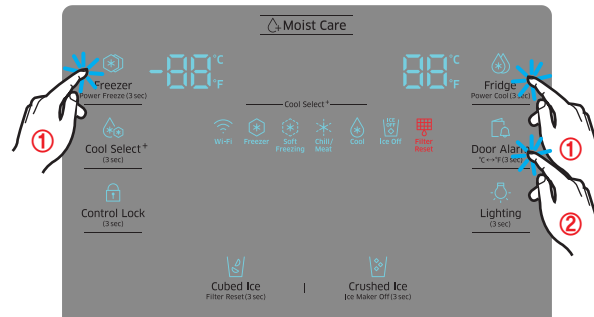 Moist Care
-88 °C
°F
88 °C
°F
Freezer
Power Freeze (3 sec)
Fridge
Power Cool (3 sec)
Cool Select+
Wi-Fi
Freezer
Soft
Freezing
Chill/
Meat
Cool
ICE
OFF
Ice Off
Filter
Reset
①
Cool Select+
(3 sec)
Door Alarm
°C↔°F(3 sec)
①
Control Lock
(3 sec)
Lighting
(3 sec)
②
Cubed Ice
Filter Reset (3 sec)
Crushed Ice
Ice Maker Off (3 sec)